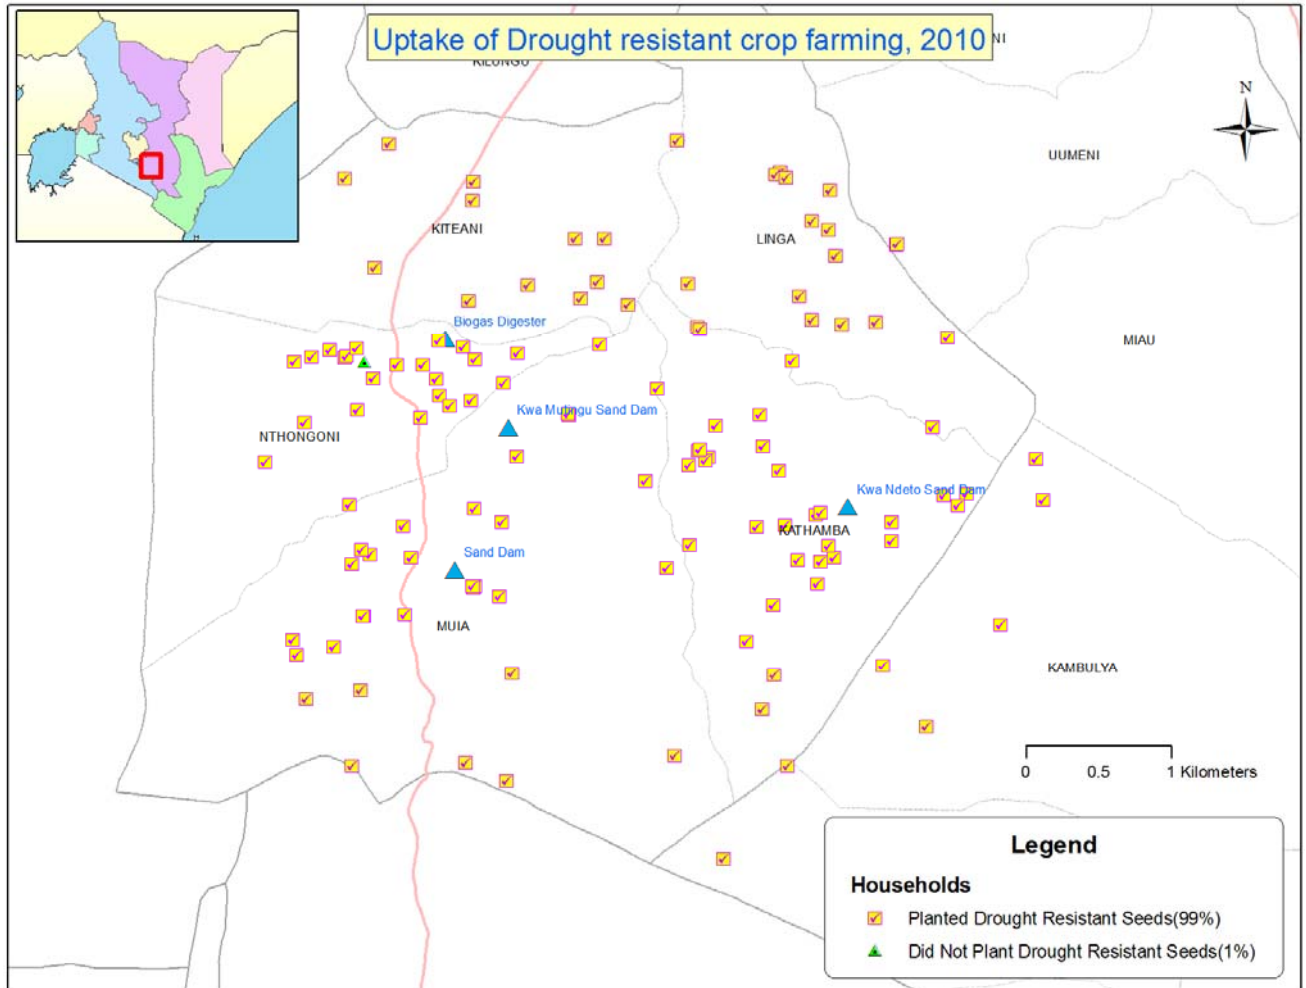 Uptake of Drought resistant crop farming, 2010
NI
KILUNGU
N
UUMENI
KITEANI
LINGA
Biogas Digester
MIAU
Kwa Mutingu Sand Dam
NTHONGONI
Kwa Ndeto Sand Dam
KATHAMBA
Sand Dam
MUIA
KAMBULYA
0 0.5 1 Kilometers
Legend
Households
Planted Drought Resistant Seeds(99%)
Did Not Plant Drought Resistant Seeds(1%)